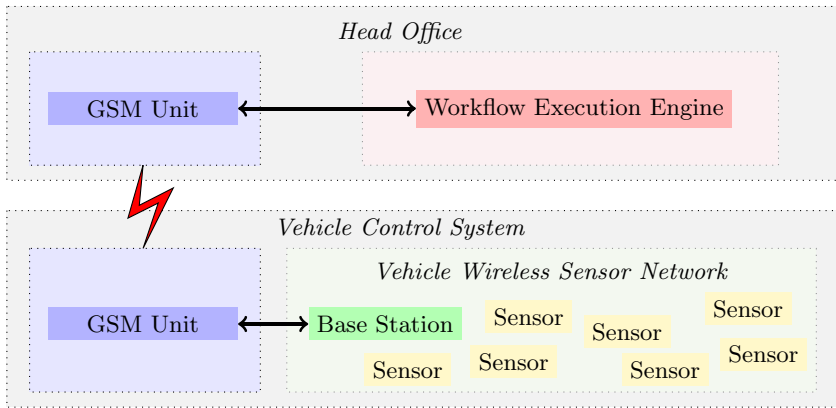 Head Office
GSM Unit
Workflow Execution Engine
Vehicle Control System
Vehicle Wireless Sensor Network
GSM Unit
Base Station
Sensor
Sensor
Sensor
Sensor
Sensor
Sensor
Sensor